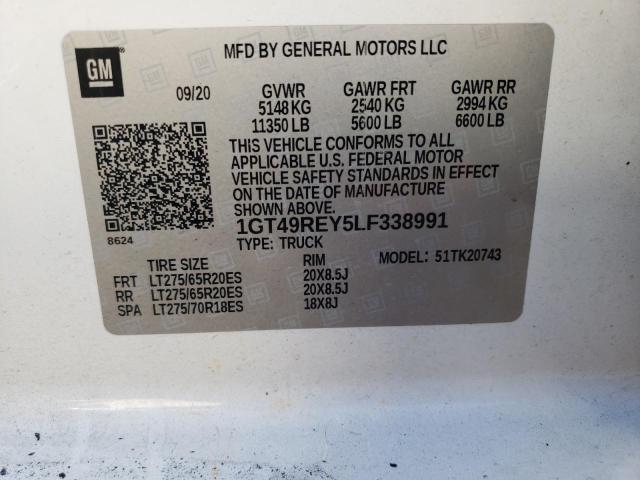 GM
MFD BY GENERAL MOTORS LLC
09/20 GVWR GAWR FRT GAWR RR
5148 KG 2540 KG 2994 KG
11350 LB 5600 LB 6600 LB
THIS VEHICLE CONFORMS TO ALL
APPLICABLE U.S. FEDERAL MOTOR
VEHICLE SAFETY STANDARDS IN EFFECT
ON THE DATE OF MANUFACTURE
SHOWN ABOVE.
8624
1GT49REY5LF338991
TYPE: TRUCK
TIRE SIZE RIM 51TK20743
FRT LT275/65R20ES 20X8.5J
RR LT275/65R20ES 20X8.5J
SPA LT275/70R18ES 18X8J